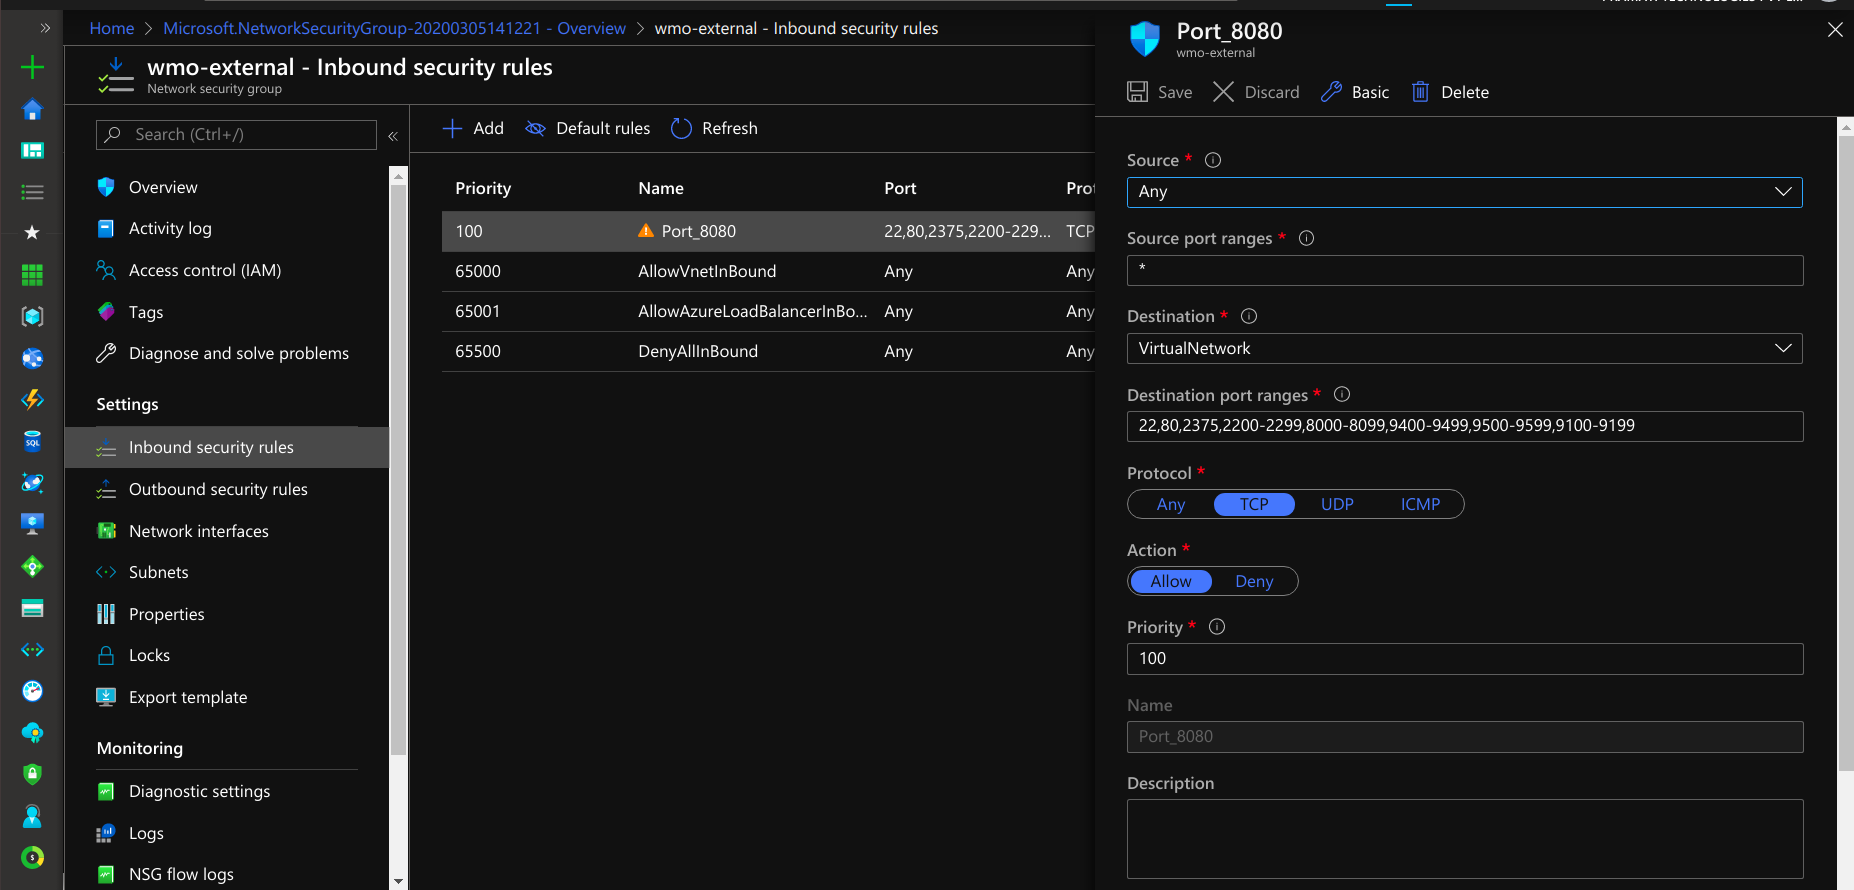 Home > Microsoft.NetworkSecurityGroup-20200305141221 - Overview > wmo-external - Inbound security rules
wmo-external - Inbound security rules
Network security group
Search (Ctrl+/)
Overview
Activity log
Access control (IAM)
Tags
Diagnose and solve problems
Settings
Inbound security rules
Outbound security rules
Network interfaces
Subnets
Properties
Locks
Export template
Monitoring
Diagnostic settings
Logs
NSG flow logs
Add Default rules Refresh
Priority Name Port
100 Port_8080 22,80,2375,2200-229... TCP
65000 AllowVnetInBound Any Any
65001 AllowAzureLoadBalancerInBo... Any Any
65500 DenyAllInBound Any Any
Port_8080
wmo-external
Save Discard Basic Delete
Source *
Any
Source port ranges *
*
Destination *
VirtualNetwork
Destination port ranges *
22,80,2375,2200-2299,8000-8099,9400-9499,9500-9599,9100-9199
Protocol *
Any TCP UDP ICMP
Action *
Allow Deny
Priority *
100
Name
Port_8080
Description
SQL